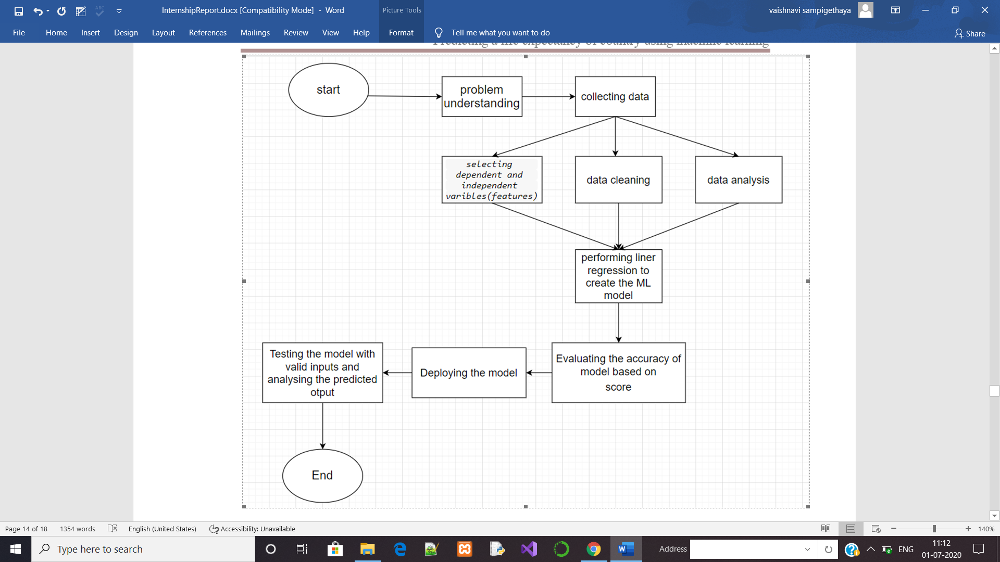 InternshipReport.docx [Compatibility Mode] - Word
Picture Tools
vaishnavi sampigethaya
File
Home
Insert
Design
Layout
References
Mailings
Review
View
Help
Format
Tell me what you want to do
Share
Predicting a life expectancy of country using machine learning
start
problem
understanding
collecting data
selecting
dependent and
independent
varibles(features)
data cleaning
data analysis
performing liner
regression to
create the ML
model
Testing the model with
valid inputs and
analysing the predicted
otput
Deploying the model
Evaluating the accuracy of
model based on
score
End
Page 14 of 18
1354 words
English (United States)
Accessibility: Unavailable
140%
Type here to search
Address
ENG
11:12
01-07-2020